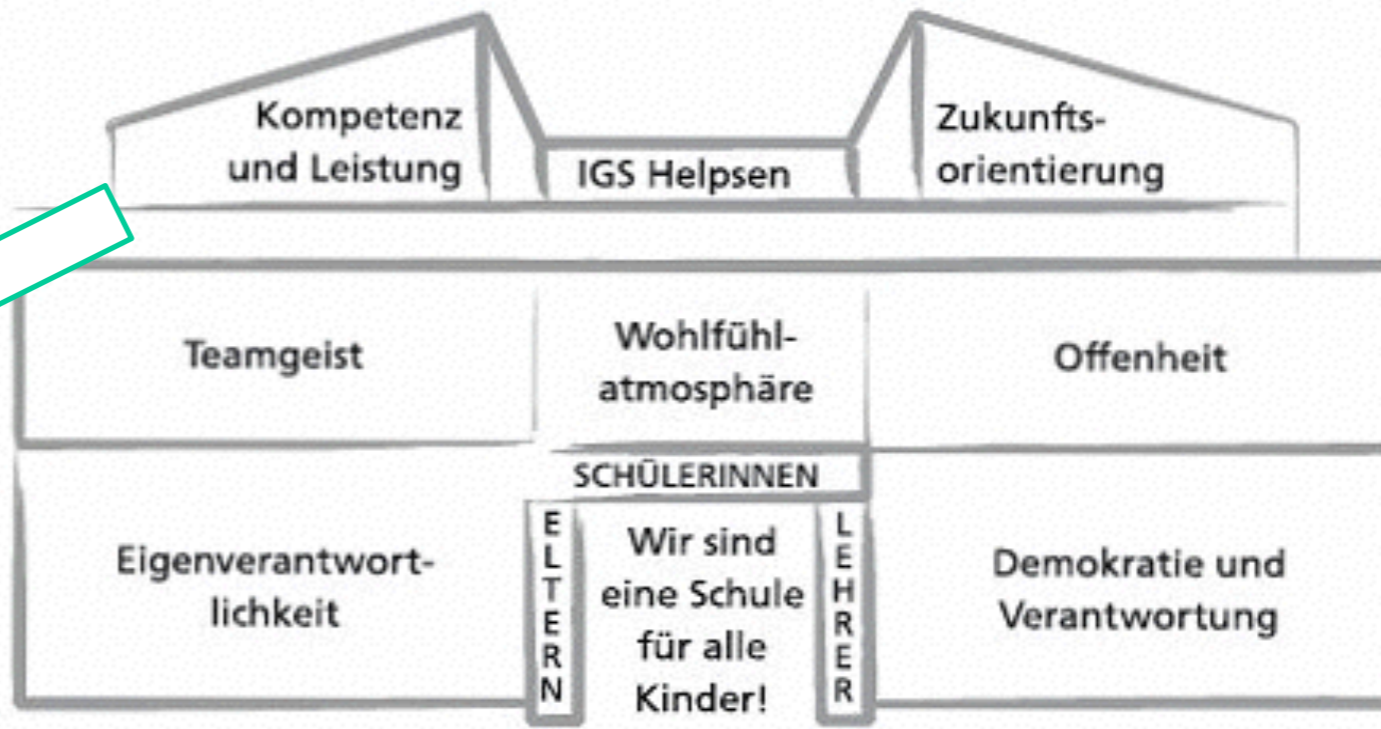 Kompetenz
und Leistung
IGS Helpsen
Zukunfts-
orientierung
Teamgeist
Wohlfühl-
atmosphäre
Offenheit
SCHÜLERINNEN
Eigenverantwort-
lichkeit
ELTERN
Wir sind
eine Schule
für alle
Kinder!
LEHRER
Demokratie und
Verantwortung